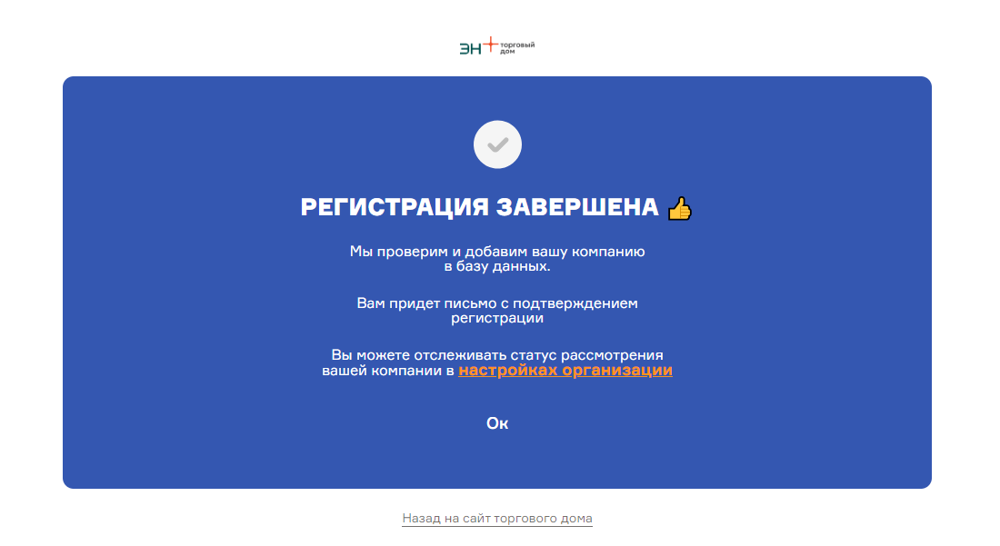 ЭН+ торговый
дом
РЕГИСТРАЦИЯ ЗАВЕРШЕНА 👍
Мы проверим и добавим вашу компанию
в базу данных.
Вам придет письмо с подтверждением
регистрации
Вы можете отслеживать статус рассмотрения
вашей компании в настройках организации
Ок
Назад на сайт торгового дома